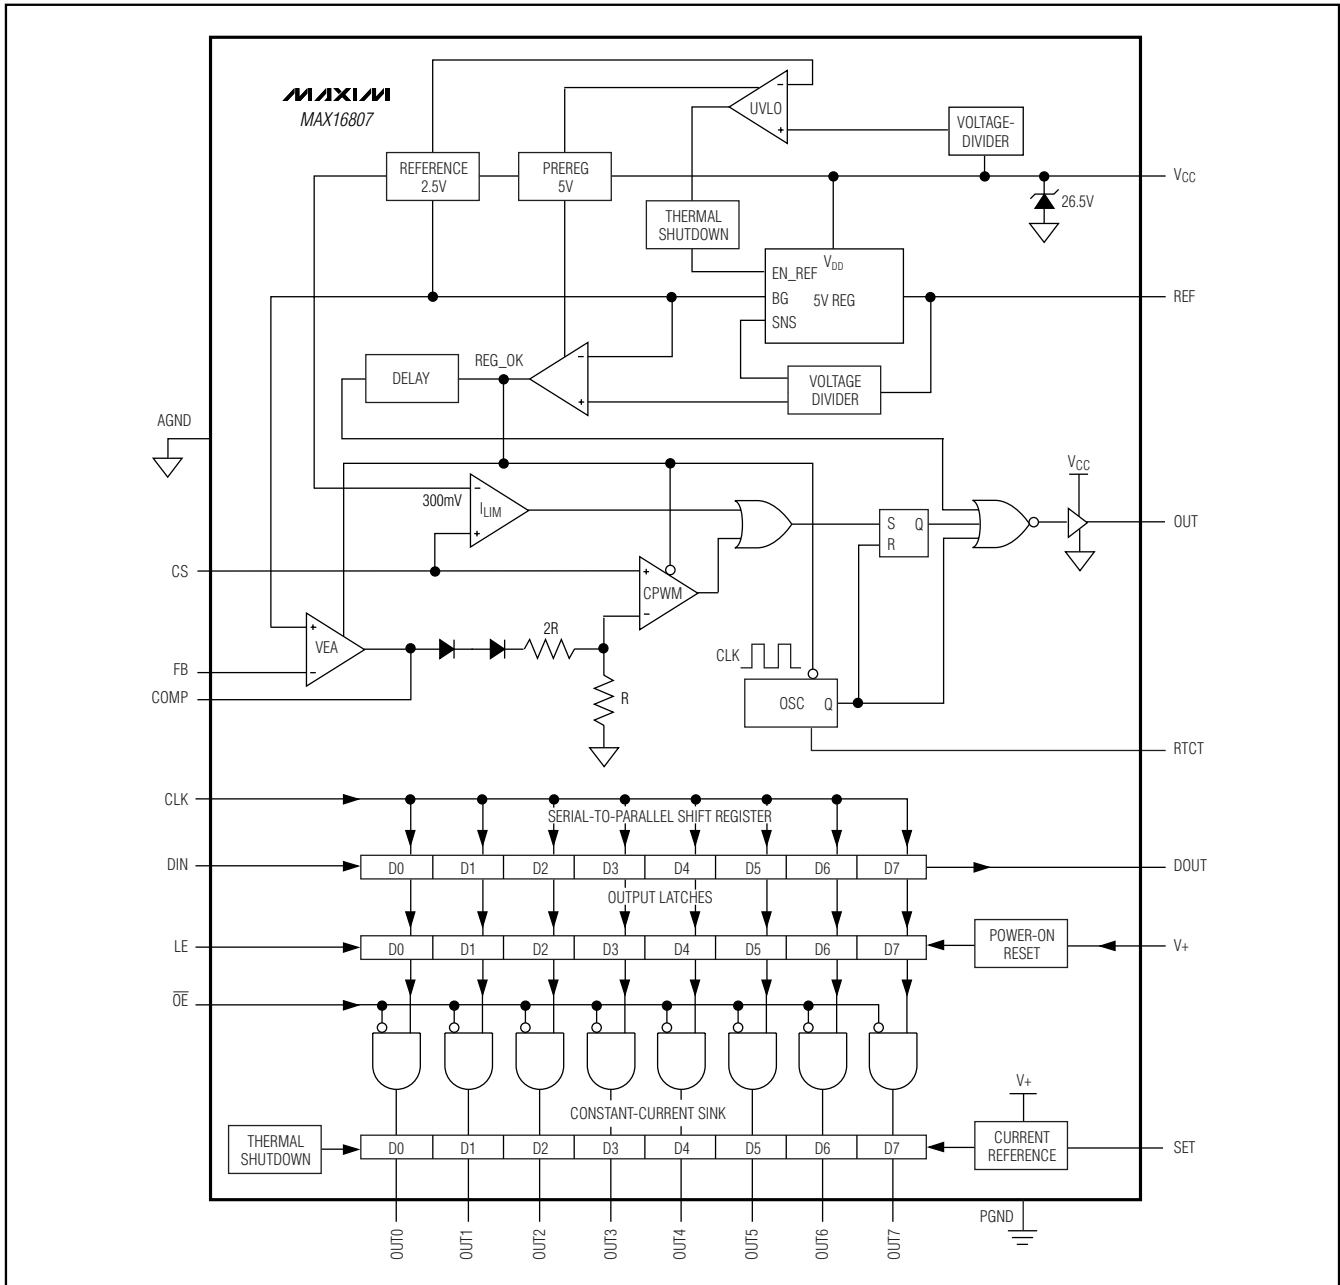 MAXIM
MAX16807
UVLO
-
+
VOLTAGE-
DIVIDER
REFERENCE
2.5V
PREREG
5V
VCC
26.5V
THERMAL
SHUTDOWN
VDD
EN_REF
BG
5V REG
SNS
REF
REG_OK
-
+
DELAY
VOLTAGE
DIVIDER
AGND
VCC
300mV
-
ILIM
+
S
Q
R
OUT
CS
+
CPWM
-
2R
+
VEA
-
FB
COMP
R
CLK
OSC
Q
RTCT
CLK
SERIAL-TO-PARALLEL SHIFT REGISTER
DIN
D0 D1 D2 D3 D4 D5 D6 D7
DOUT
OUTPUT LATCHES
LE
D0 D1 D2 D3 D4 D5 D6 D7
POWER-ON
RESET
V+
O̅E̅
CONSTANT-CURRENT SINK
V+
THERMAL
SHUTDOWN
D0 D1 D2 D3 D4 D5 D6 D7
CURRENT
REFERENCE
SET
PGND
OUT0
OUT1
OUT2
OUT3
OUT4
OUT5
OUT6
OUT7